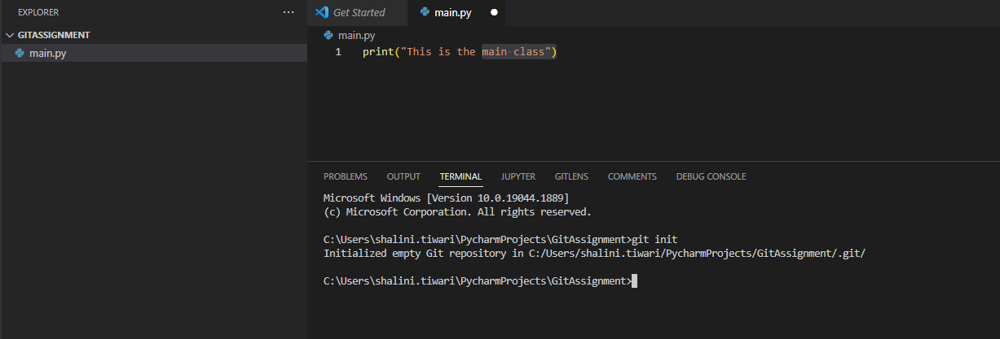 EXPLORER ···
GITASSIGNMENT
main.py
Get Started main.py
main.py
1 print("This is the main·class")
PROBLEMS OUTPUT TERMINAL JUPYTER GITLENS COMMENTS DEBUG CONSOLE
Microsoft Windows [Version 10.0.19044.1889]
(c) Microsoft Corporation. All rights reserved.
C:\Users\shalini.tiwari\PycharmProjects\GitAssignment>git init
Initialized empty Git repository in C:/Users/shalini.tiwari/PycharmProjects/GitAssignment/.git/
C:\Users\shalini.tiwari\PycharmProjects\GitAssignment>